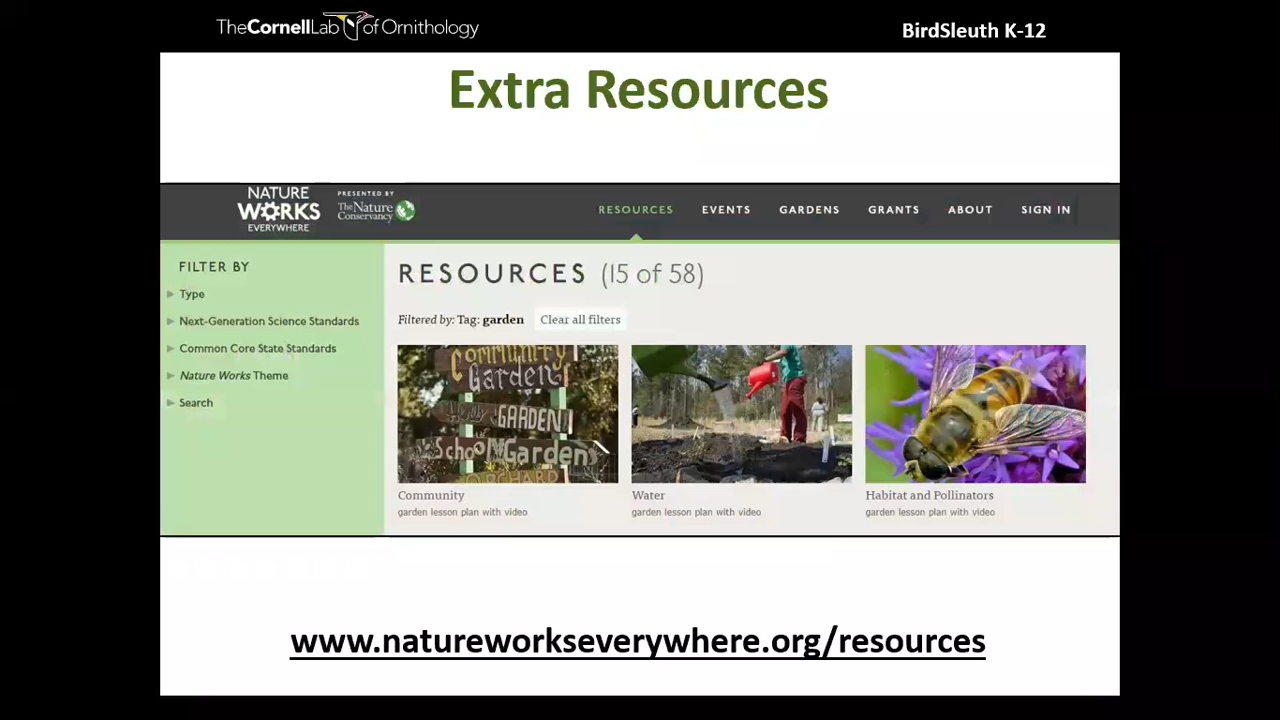 TheCornellLab of Ornithology
BirdSleuth K-12
Extra Resources
NATURE
WORKS
EVERYWHERE
PRESENTED BY
The Nature
Conservancy
RESOURCES EVENTS GARDENS GRANTS ABOUT SIGN IN
FILTER BY
Type
Next-Generation Science Standards
Common Core State Standards
Nature Works Theme
Search
RESOURCES (15 of 58)
Filtered by: Tag: garden Clear all filters
Community
Garden
GARDEN
School Garden
ORCHARD
Community
garden lesson plan with video
Water
garden lesson plan with video
Habitat and Pollinators
garden lesson plan with video
www.natureworkseverywhere.org/resources